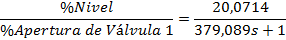 %Nivel / %Apertura de Válvula 1 = 20,0714 / 379,089s + 1